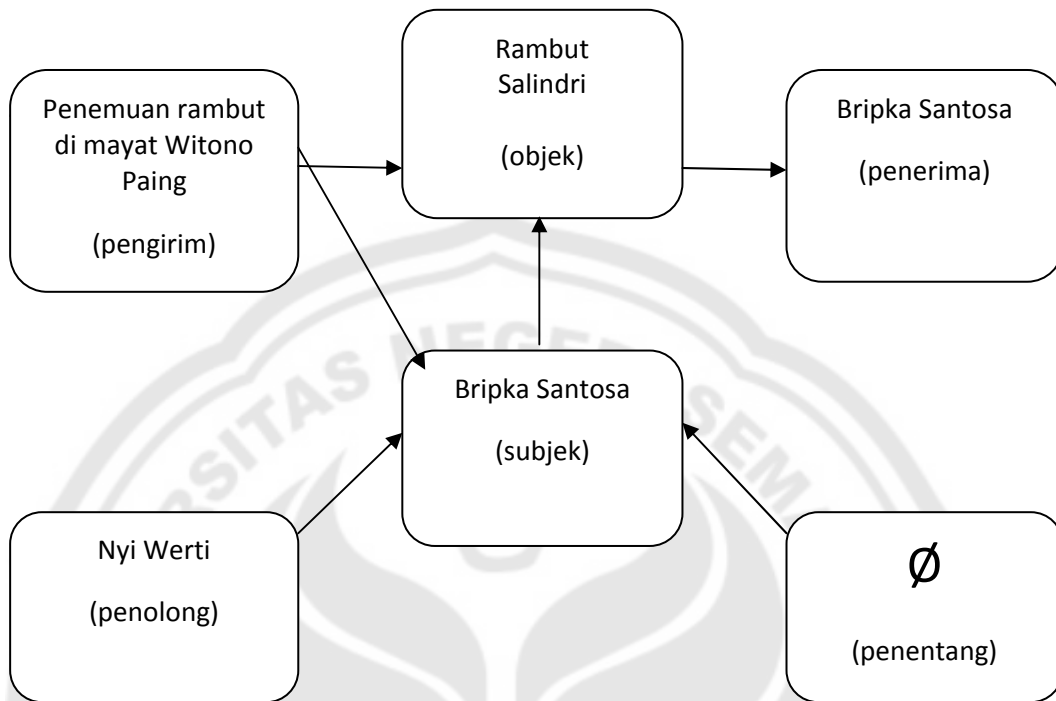 Penemuan rambut
di mayat Witono
Paing
(pengirim)
Rambut
Salindri
(objek)
Bripka Santosa
(penerima)
Bripka Santosa
(subjek)
Nyi Werti
(penolong)
Ø
(penentang)